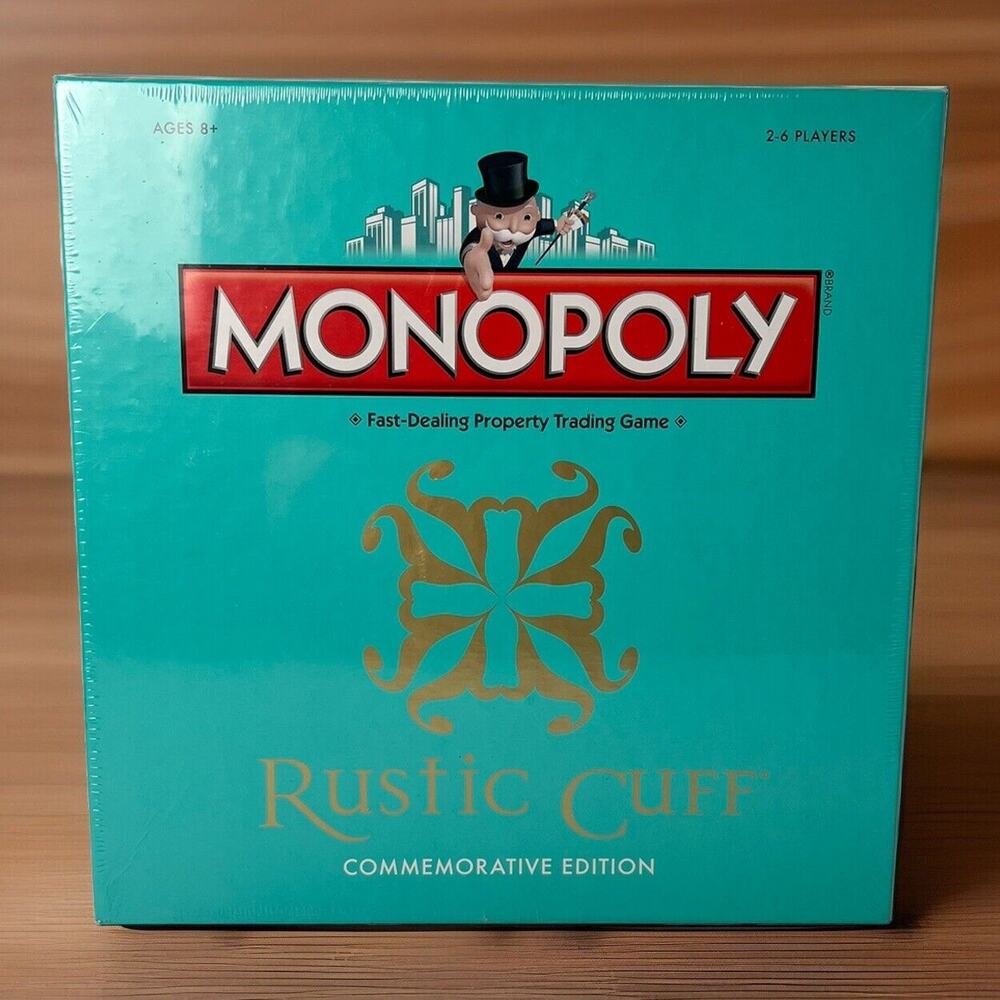 AGES 8+
2-6 PLAYERS
MONOPOLY
®BRAND
Fast-Dealing Property Trading Game
Rustic Cuff®
COMMEMORATIVE EDITION